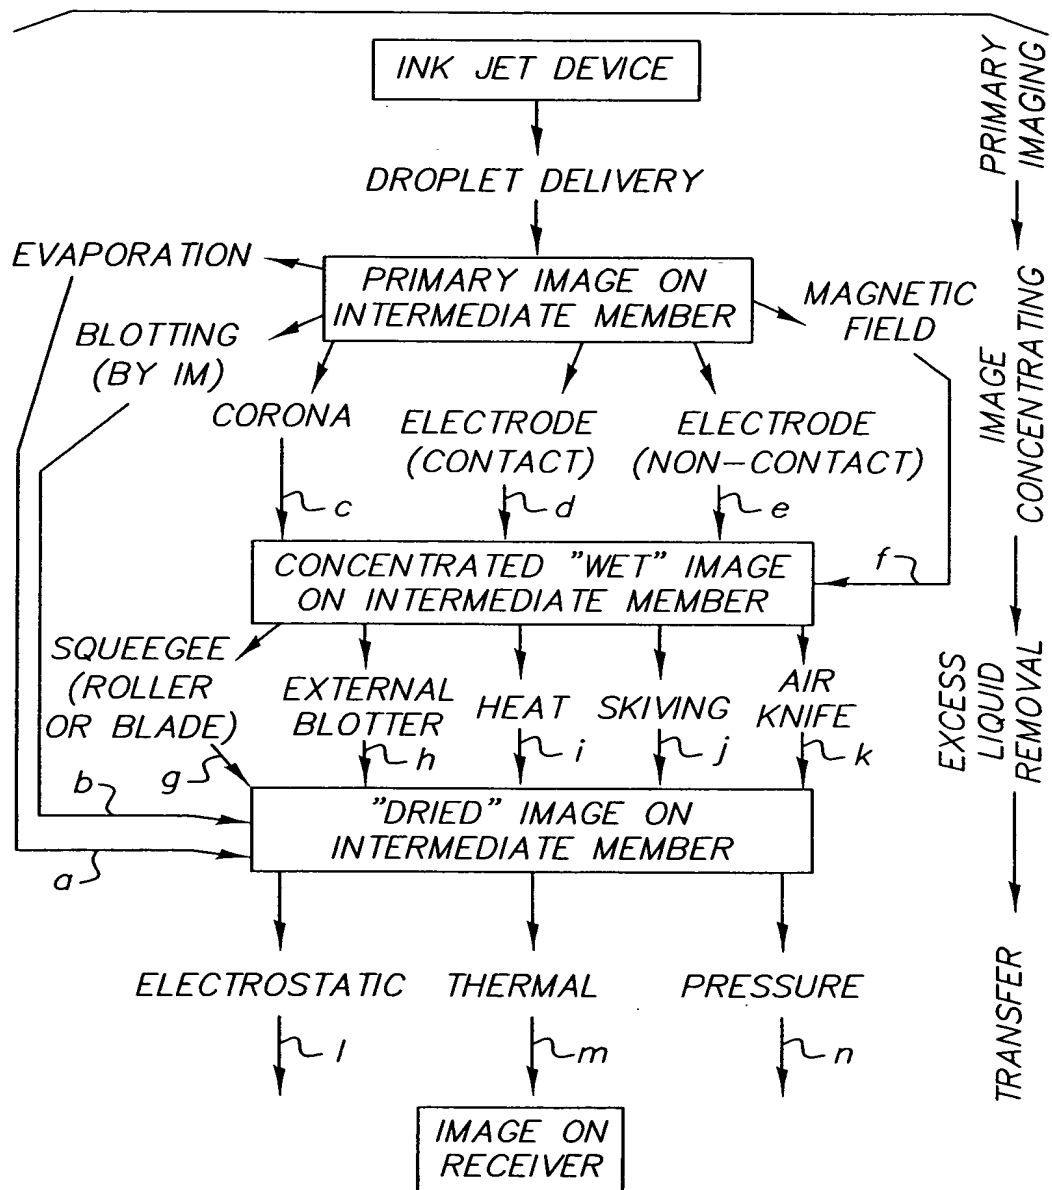 INK JET DEVICE
DROPLET DELIVERY
EVAPORATION
PRIMARY IMAGE ON
INTERMEDIATE MEMBER
MAGNETIC
FIELD
BLOTTING
(BY IM)
CORONA
ELECTRODE
(CONTACT)
ELECTRODE
(NON-CONTACT)
c
d
e
f
CONCENTRATED "WET" IMAGE
ON INTERMEDIATE MEMBER
SQUEEGEE
(ROLLER
OR BLADE)
EXTERNAL
BLOTTER
HEAT
SKIVING
AIR
KNIFE
g
h
i
j
k
b
a
"DRIED" IMAGE ON
INTERMEDIATE MEMBER
ELECTROSTATIC
THERMAL
PRESSURE
l
m
n
IMAGE ON
RECEIVER
PRIMARY
IMAGING
IMAGE
CONCENTRATING
EXCESS
LIQUID
REMOVAL
TRANSFER